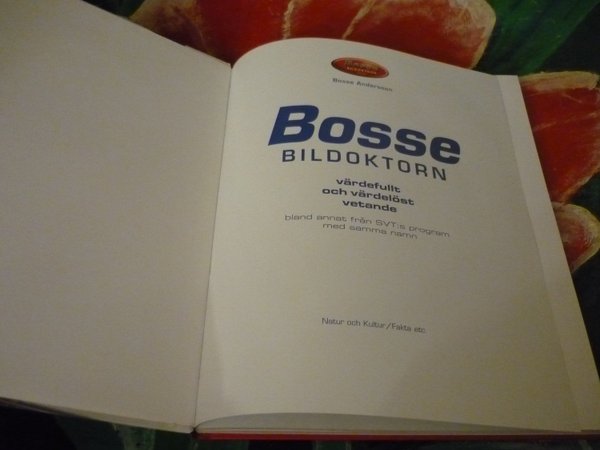 Bosse Andersson
Bosse
BILDOKTORN
värdefullt
och värdelöst
vetande
bland annat från SVT:s program
med samma namn
Natur och Kultur/Fakta etc.